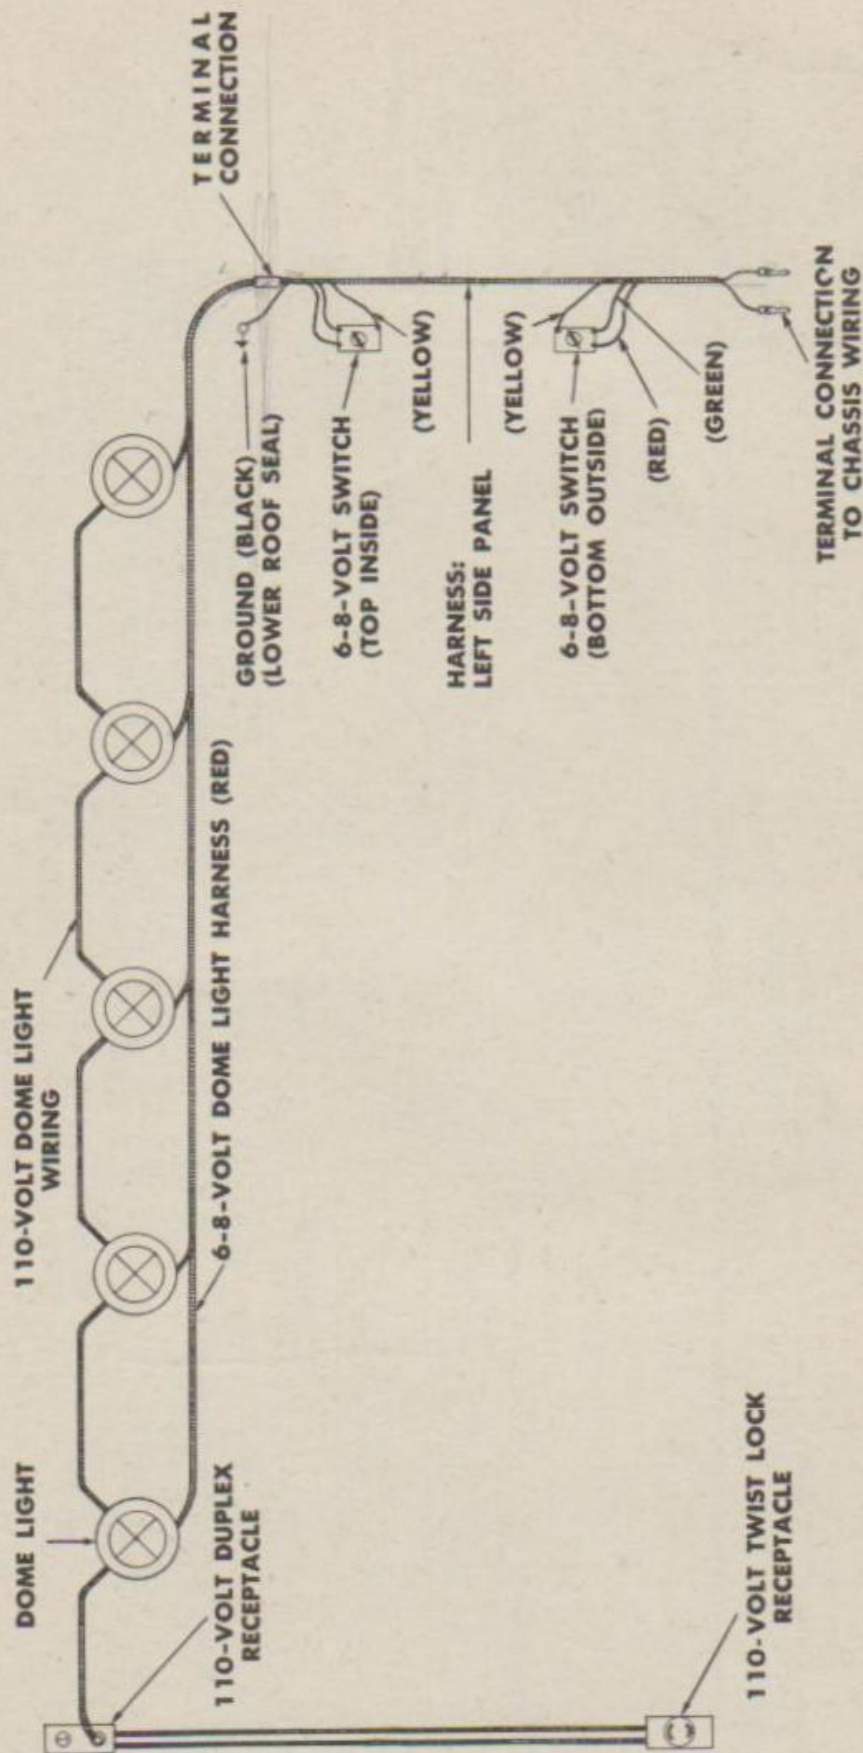 TERMINAL
CONNECTION
110-VOLT DOME LIGHT
WIRING
DOME LIGHT
GROUND (BLACK)
(LOWER ROOF SEAL)
6-8-VOLT SWITCH
(TOP INSIDE)
(YELLOW)
HARNESS:
LEFT SIDE PANEL
(YELLOW)
6-8-VOLT SWITCH
(BOTTOM OUTSIDE)
(RED)
(GREEN)
TERMINAL CONNECTION
TO CHASSIS WIRING
6-8-VOLT DOME LIGHT HARNESS (RED)
110-VOLT DUPLEX
RECEPTACLE
110-VOLT TWIST LOCK
RECEPTACLE